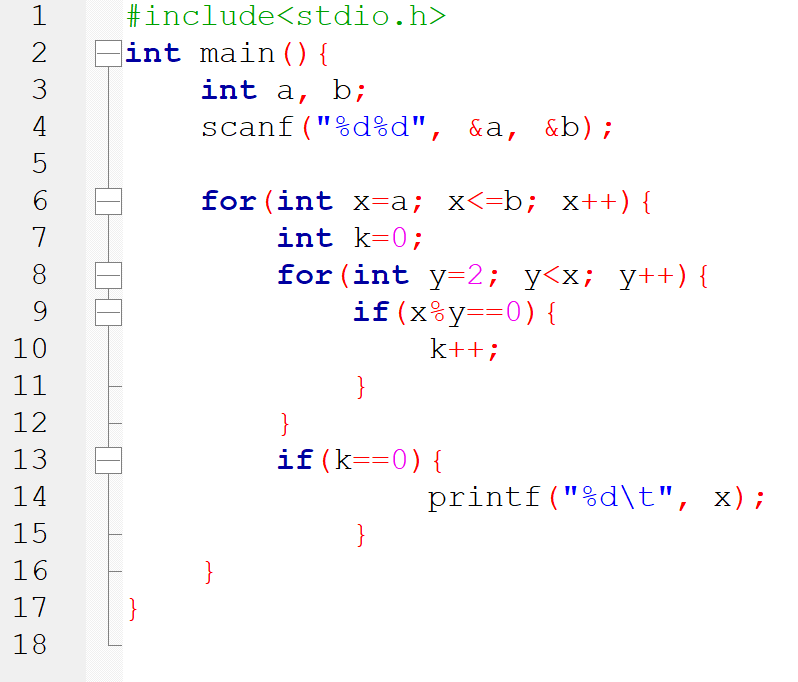 1 #include<stdio.h>
2 int main(){
3 int a, b;
4 scanf("%d%d", &a, &b);
5
6 for(int x=a; x<=b; x++){
7 int k=0;
8 for(int y=2; y<x; y++){
9 if(x%y==0){
10 k++;
11 }
12 }
13 if(k==0){
14 printf("%d\t", x);
15 }
16 }
17 }
18